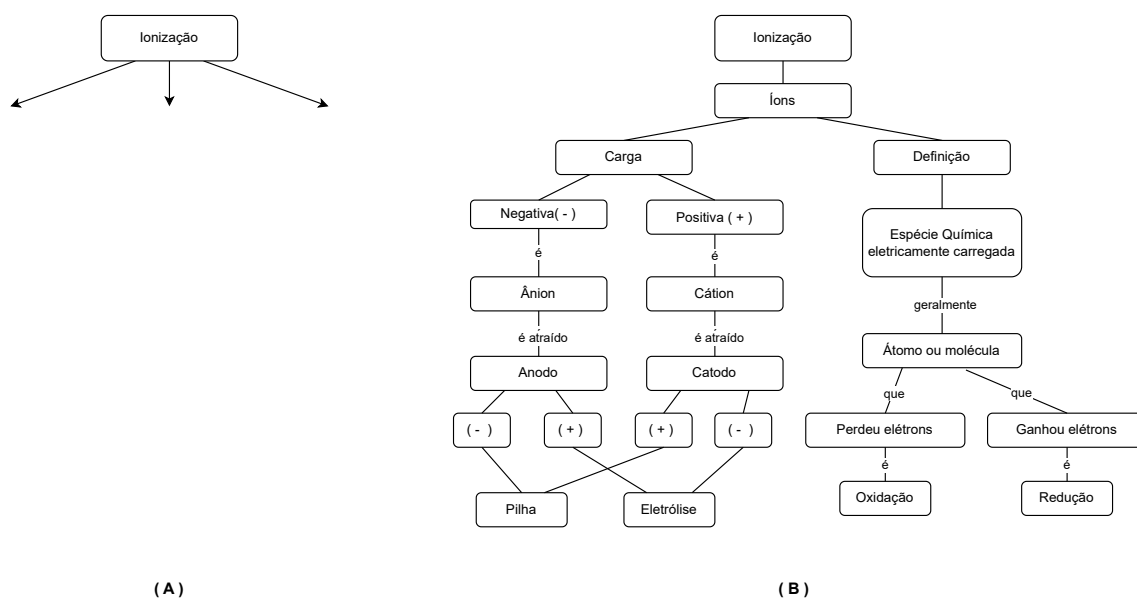 Ionização
Ionização
Íons
Carga
Definição
Negativa( - )
Positiva ( + )
Espécie Química
eletricamente carregada
é
é
Ânion
Cátion
geralmente
é atraído
é atraído
Átomo ou molécula
Anodo
Catodo
que
que
( - )
( + )
( + )
( - )
Perdeu elétrons
Ganhou elétrons
é
é
Pilha
Eletrólise
Oxidação
Redução
( A )
( B )